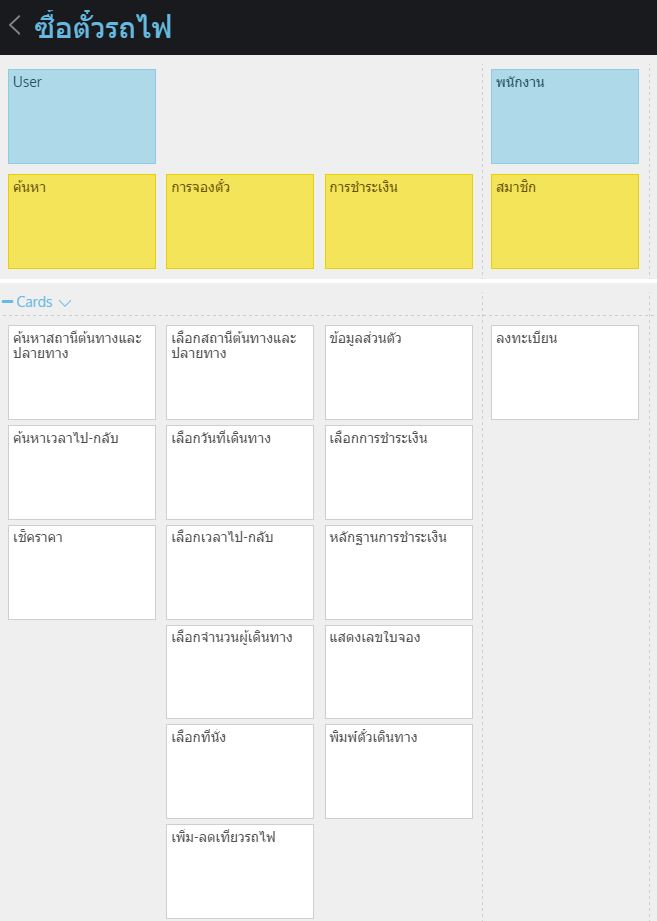 ซื้อตั๋วรถไฟ
User
พนักงาน
ค้นหา
การจองตั๋ว
การชำระเงิน
สมาชิก
Cards
ค้นหาสถานีต้นทางและ
ปลายทาง
เลือกสถานีต้นทางและ
ปลายทาง
ข้อมูลส่วนตัว
ลงทะเบียน
ค้นหาเวลาไป-กลับ
เลือกวันที่เดินทาง
เลือกการชำระเงิน
เช็คราคา
เลือกเวลาไป-กลับ
หลักฐานการชำระเงิน
เลือกจำนวนผู้เดินทาง
แสดงเลขใบจอง
เลือกที่นั่ง
พิมพ์ตั๋วเดินทาง
เพิ่ม-ลดเที่ยวรถไฟ